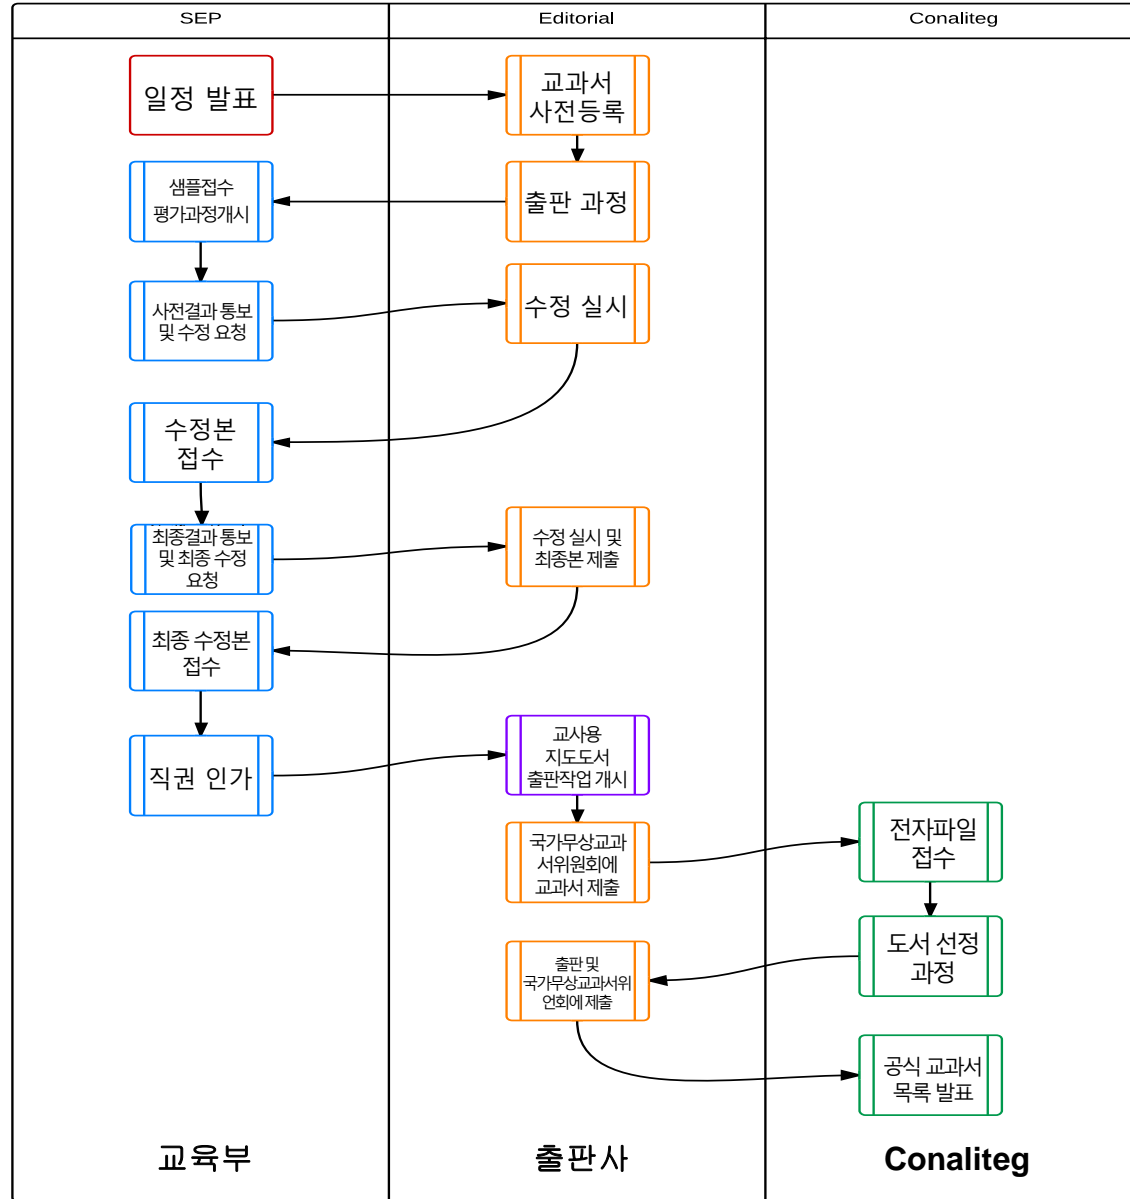 SEP
Editorial
Conaliteg
일정 발표
교과서
사전등록
샘플접수
평가과정개시
출판 과정
사전결과 통보
및 수정 요청
수정 실시
수정본
접수
최종결과 통보
및 최종 수정
요청
수정 실시 및
최종본 제출
최종 수정본
접수
직권 인가
교사용
지도도서
출판작업 개시
국가무상교과
서위원회에
교과서 제출
전자파일
접수
도서 선정
과정
출판 및
국가무상교과서위
언회에 제출
공식 교과서
목록 발표
교육부
출판사
Conaliteg